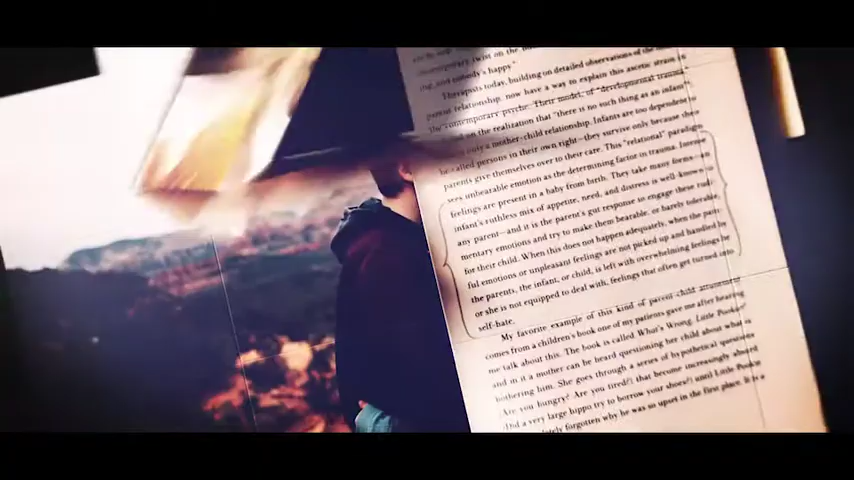 contemporary twist on the
ing, and nobody's happy"
Therapists today, building on detailed observations of the
parent relationship, now have a way to explain this ascetic strain in
the contemporary psyche. Their model, of "developmental trauma,"
on the realization that "there is no such thing as an infant
only a mother-child relationship. Infants are too dependent
be called persons in their own right—they survive only because their
parents give themselves over to their care. This "relational" paradigm
sees unbearable emotion as the determining factor in trauma. Intense
feelings are present in a baby from birth. They take many forms—an
infant's ruthless mix of appetite, need, and distress is well-known to
any parent—and it is the parent's gut response to engage these rudi-
mentary emotions and try to make them bearable, or barely tolerable,
for their child. When this does not happen adequately, when the pain-
ful emotions or unpleasant feelings are not picked up and handled by
the parents, the infant, or child, is left with overwhelming feelings he
or she is not equipped to deal with, feelings that often get turned into
self-hate.
My favorite example of this kind of parent-child attunement
comes from a children's book one of my patients gave me after hearing
me talk about this. The book is called What's Wrong, Little Pookie?
and in it a mother can be heard questioning her child about what is
bothering him. She goes through a series of hypothetical questions
(Are you hungry? Are you tired?) that become increasingly absurd
(Did a very large hippo try to borrow your shoes?) until Little Pookie
forgotten why he was so upset in the first place. It is a